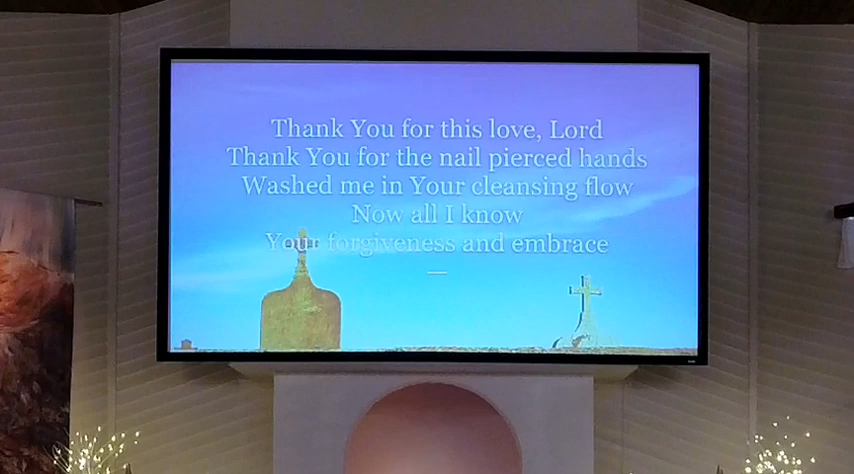 Thank You for this love, Lord
Thank You for the nail pierced hands
Washed me in Your cleansing flow
Now all I know
Your forgiveness and embrace
—